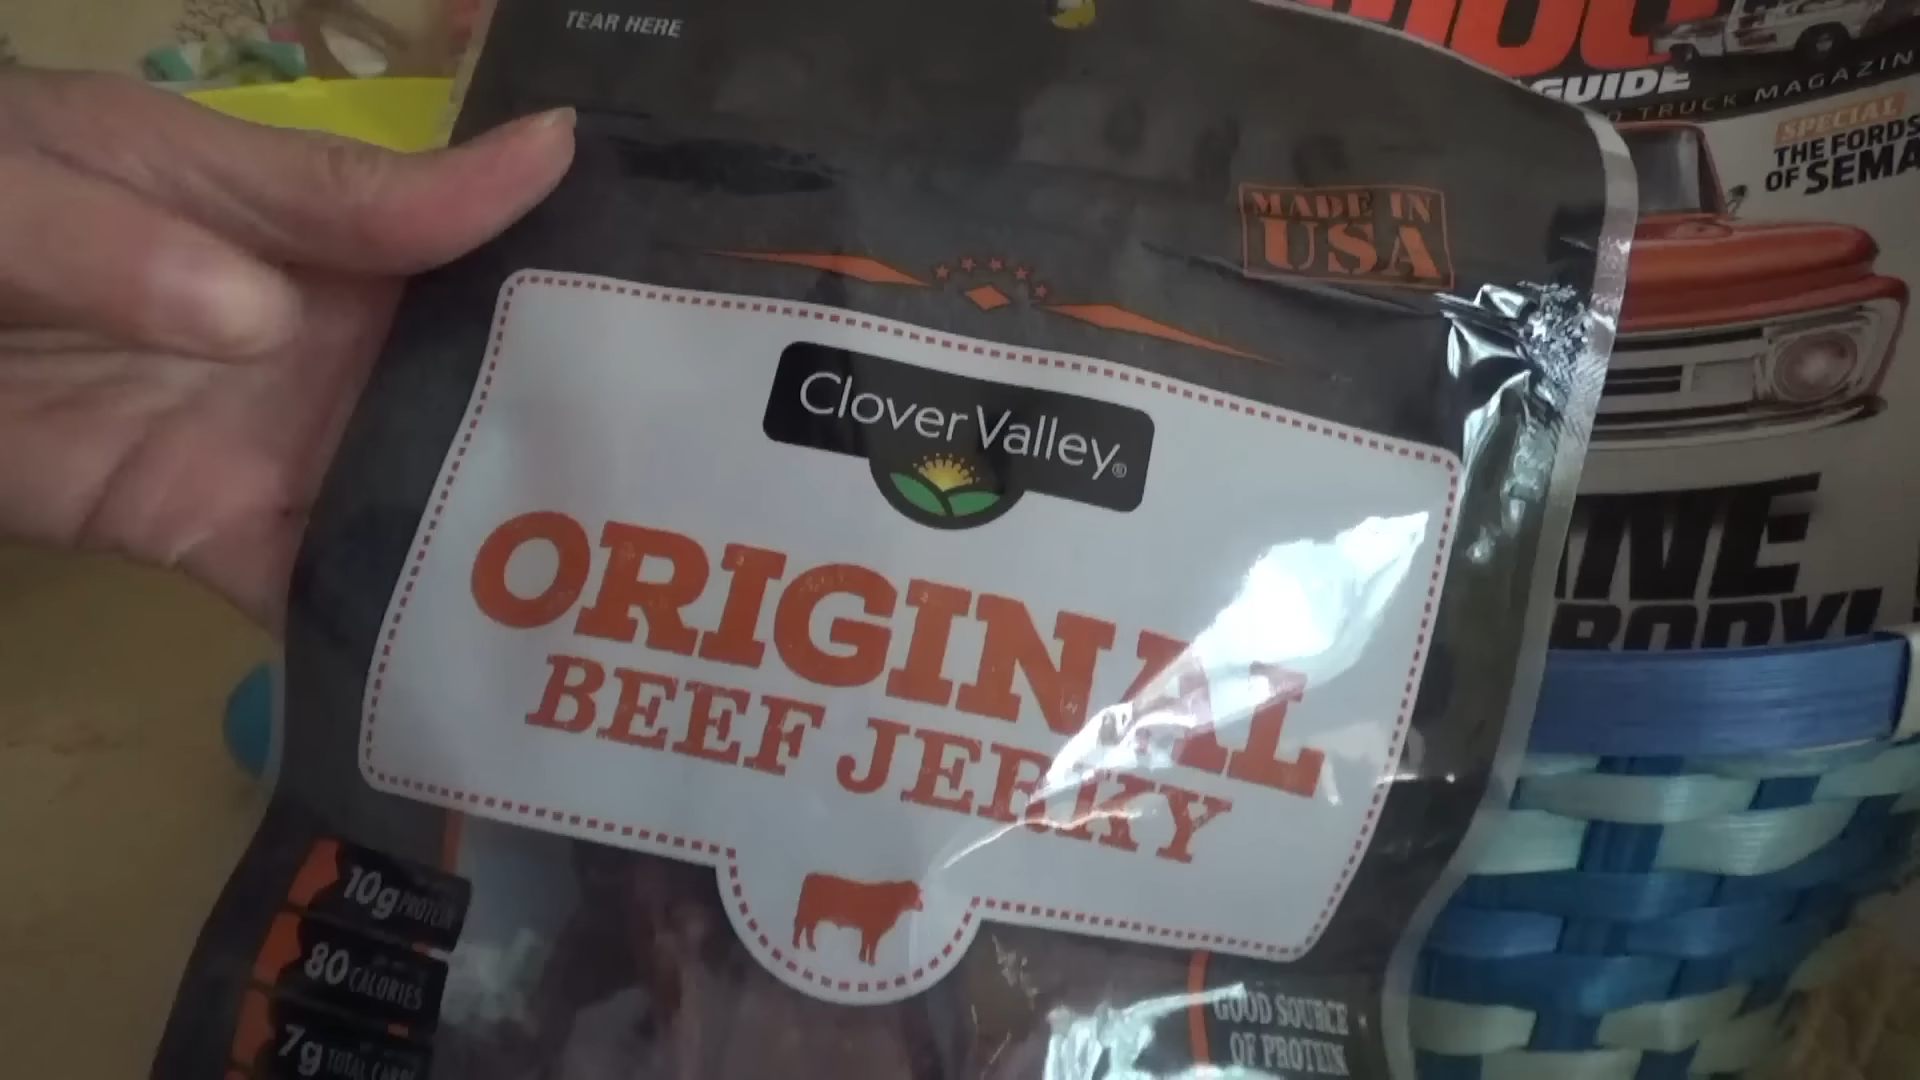 TEAR HERE
MADE IN
USA
Clover Valley®
ORIGINAL
BEEF JERKY
10g PROTEIN
80 CALORIES
7g TOTAL CARBS
GOOD SOURCE
OF PROTEIN
GUIDE
TRUCK MAGAZIN
SPECIAL
THE FORDS
OF SEMA
BODY!